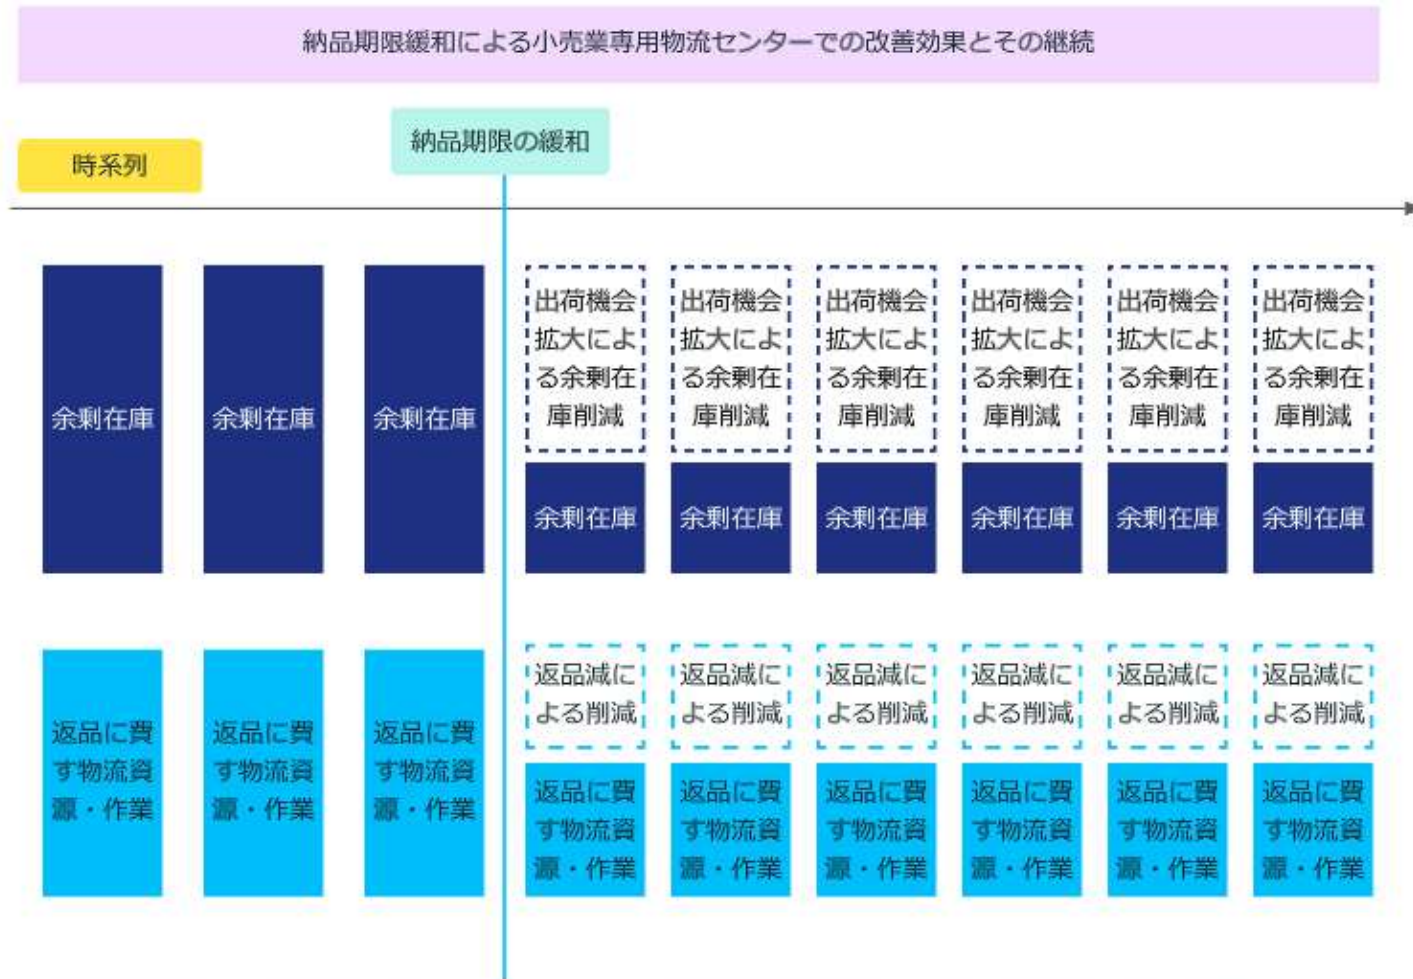 納品期限緩和による小売業専用物流センターでの改善効果とその継続
納品期限の緩和
時系列
余剰在庫
余剰在庫
余剰在庫
出荷機会
拡大によ
る余剰在
庫削減
出荷機会
拡大によ
る余剰在
庫削減
出荷機会
拡大によ
る余剰在
庫削減
出荷機会
拡大によ
る余剰在
庫削減
出荷機会
拡大によ
る余剰在
庫削減
出荷機会
拡大によ
る余剰在
庫削減
余剰在庫
余剰在庫
余剰在庫
余剰在庫
余剰在庫
余剰在庫
返品に費
す物流資
源・作業
返品に費
す物流資
源・作業
返品に費
す物流資
源・作業
返品減に
よる削減
返品減に
よる削減
返品減に
よる削減
返品減に
よる削減
返品減に
よる削減
返品減に
よる削減
返品に費
す物流資
源・作業
返品に費
す物流資
源・作業
返品に費
す物流資
源・作業
返品に費
す物流資
源・作業
返品に費
す物流資
源・作業
返品に費
す物流資
源・作業